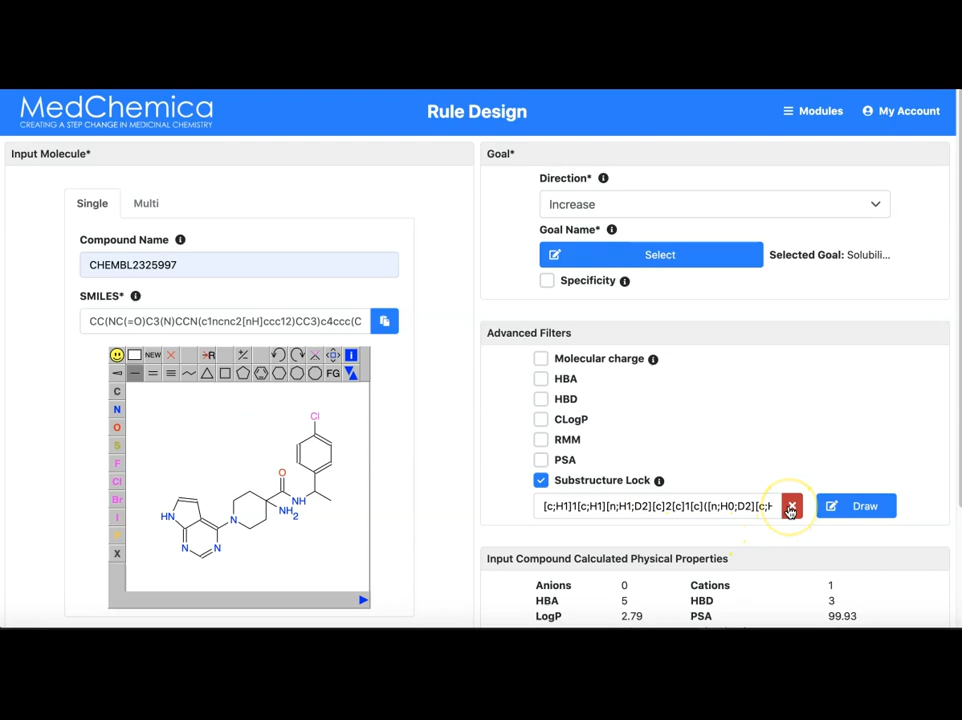 MedChemica
CREATING A STEP CHANGE IN MEDICINAL CHEMISTRY
Rule Design
Modules
My Account
Input Molecule*
Single
Multi
Compound Name
CHEMBL2325997
SMILES*
CC(NC(=O)C3(N)CCN(c1ncnc2[nH]ccc12)CC3)c4ccc(C
NEW
R
FG
C
N
O
S
F
Cl
Br
I
X
Cl
O
NH
NH2
N
HN
N
N
Goal*
Direction*
Increase
Goal Name*
Select
Selected Goal: Solubili...
Specificity
Advanced Filters
Molecular charge
HBA
HBD
CLogP
RMM
PSA
Substructure Lock
[c;H1]1[c;H1][n;H1;D2][c]2[c]1[c]([n;H0;D2][c;H
Draw
Input Compound Calculated Physical Properties
Anions 0 Cations 1
HBA 5 HBD 3
LogP 2.79 PSA 99.93